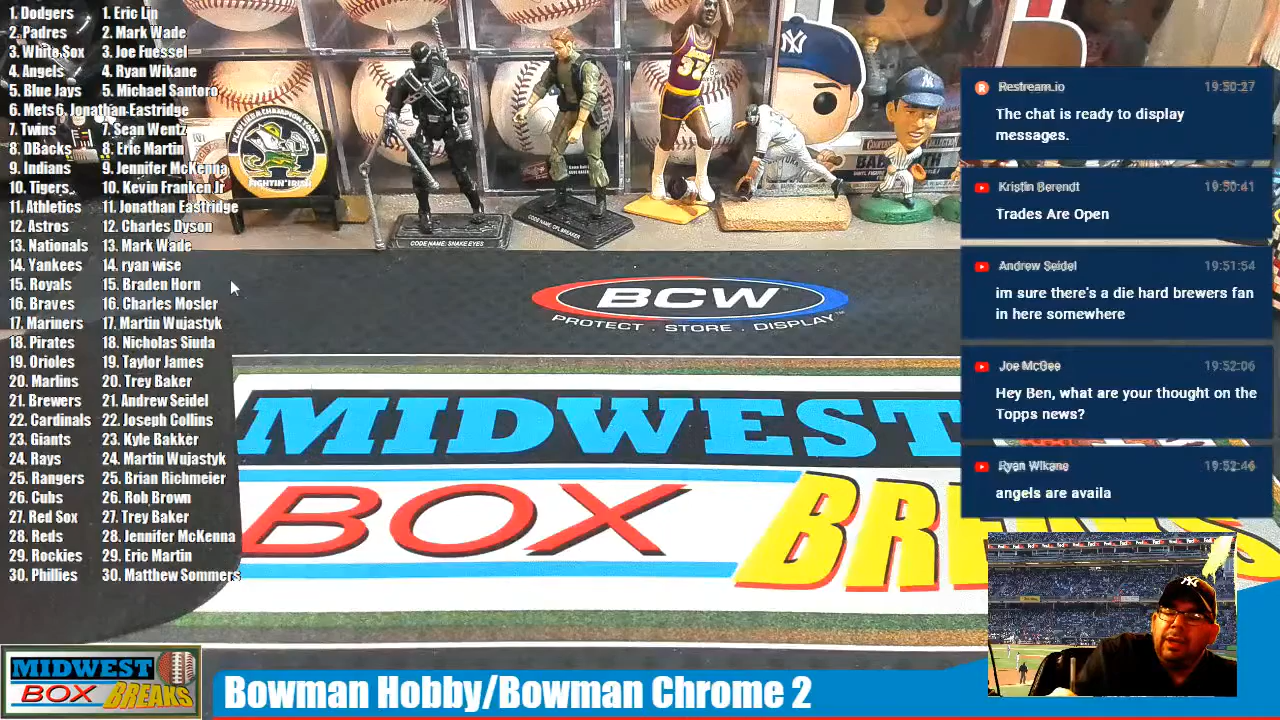 1. Dodgers 1. Eric Lin
2. Padres 2. Mark Wade
3. White Sox 3. Joe Fuessel
4. Angels 4. Ryan Wikane
5. Blue Jays 5. Michael Santoro
6. Mets 6. Jonathan Eastridge
7. Twins 7. Sean Wentz
8. DBacks 8. Eric Martin
9. Indians 9. Jennifer McKenna
10. Tigers 10. Kevin Franken Jr
11. Athletics 11. Jonathan Eastridge
12. Astros 12. Charles Dyson
13. Nationals 13. Mark Wade
14. Yankees 14. ryan wise
15. Royals 15. Braden Horn
16. Braves 16. Charles Mosler
17. Mariners 17. Martin Wujastyk
18. Pirates 18. Nicholas Siuda
19. Orioles 19. Taylor James
20. Marlins 20. Trey Baker
21. Brewers 21. Andrew Seidel
22. Cardinals 22. Joseph Collins
23. Giants 23. Kyle Bakker
24. Rays 24. Martin Wujastyk
25. Rangers 25. Brian Richmeier
26. Cubs 26. Rob Brown
27. Red Sox 27. Trey Baker
28. Reds 28. Jennifer McKenna
29. Rockies 29. Eric Martin
30. Phillies 30. Matthew Sommers
FIGHTIN' IRISH
32
CODE NAME: SNAKE EYES
BCW
PROTECT . STORE . DISPLAY™
MIDWEST
BOX BR
Restream.io 19:50:27
The chat is ready to display
messages.
Kristin Berendt 19:50:41
Trades Are Open
Andrew Seidel 19:51:54
im sure there's a die hard brewers fan
in here somewhere
Joe McGee 19:52:06
Hey Ben, what are your thought on the
Topps news?
Ryan Wikane 19:52:46
angels are availa
MIDWEST
BOX BREAKS
Bowman Hobby/Bowman Chrome 2